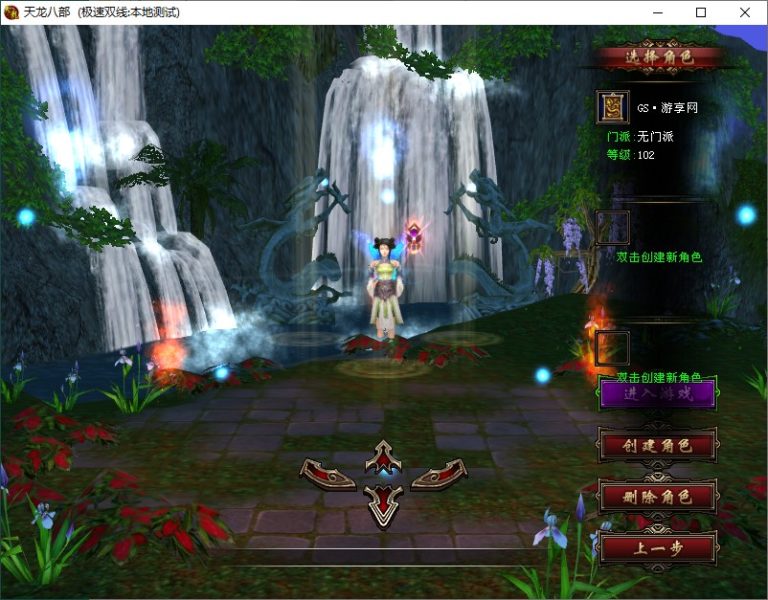 天龙八部 (极速双线:本地测试)
选择角色
GS·游享网
门派:无门派
等级:102
双击创建新角色
双击创建新角色
进入游戏
创建角色
删除角色
上一步